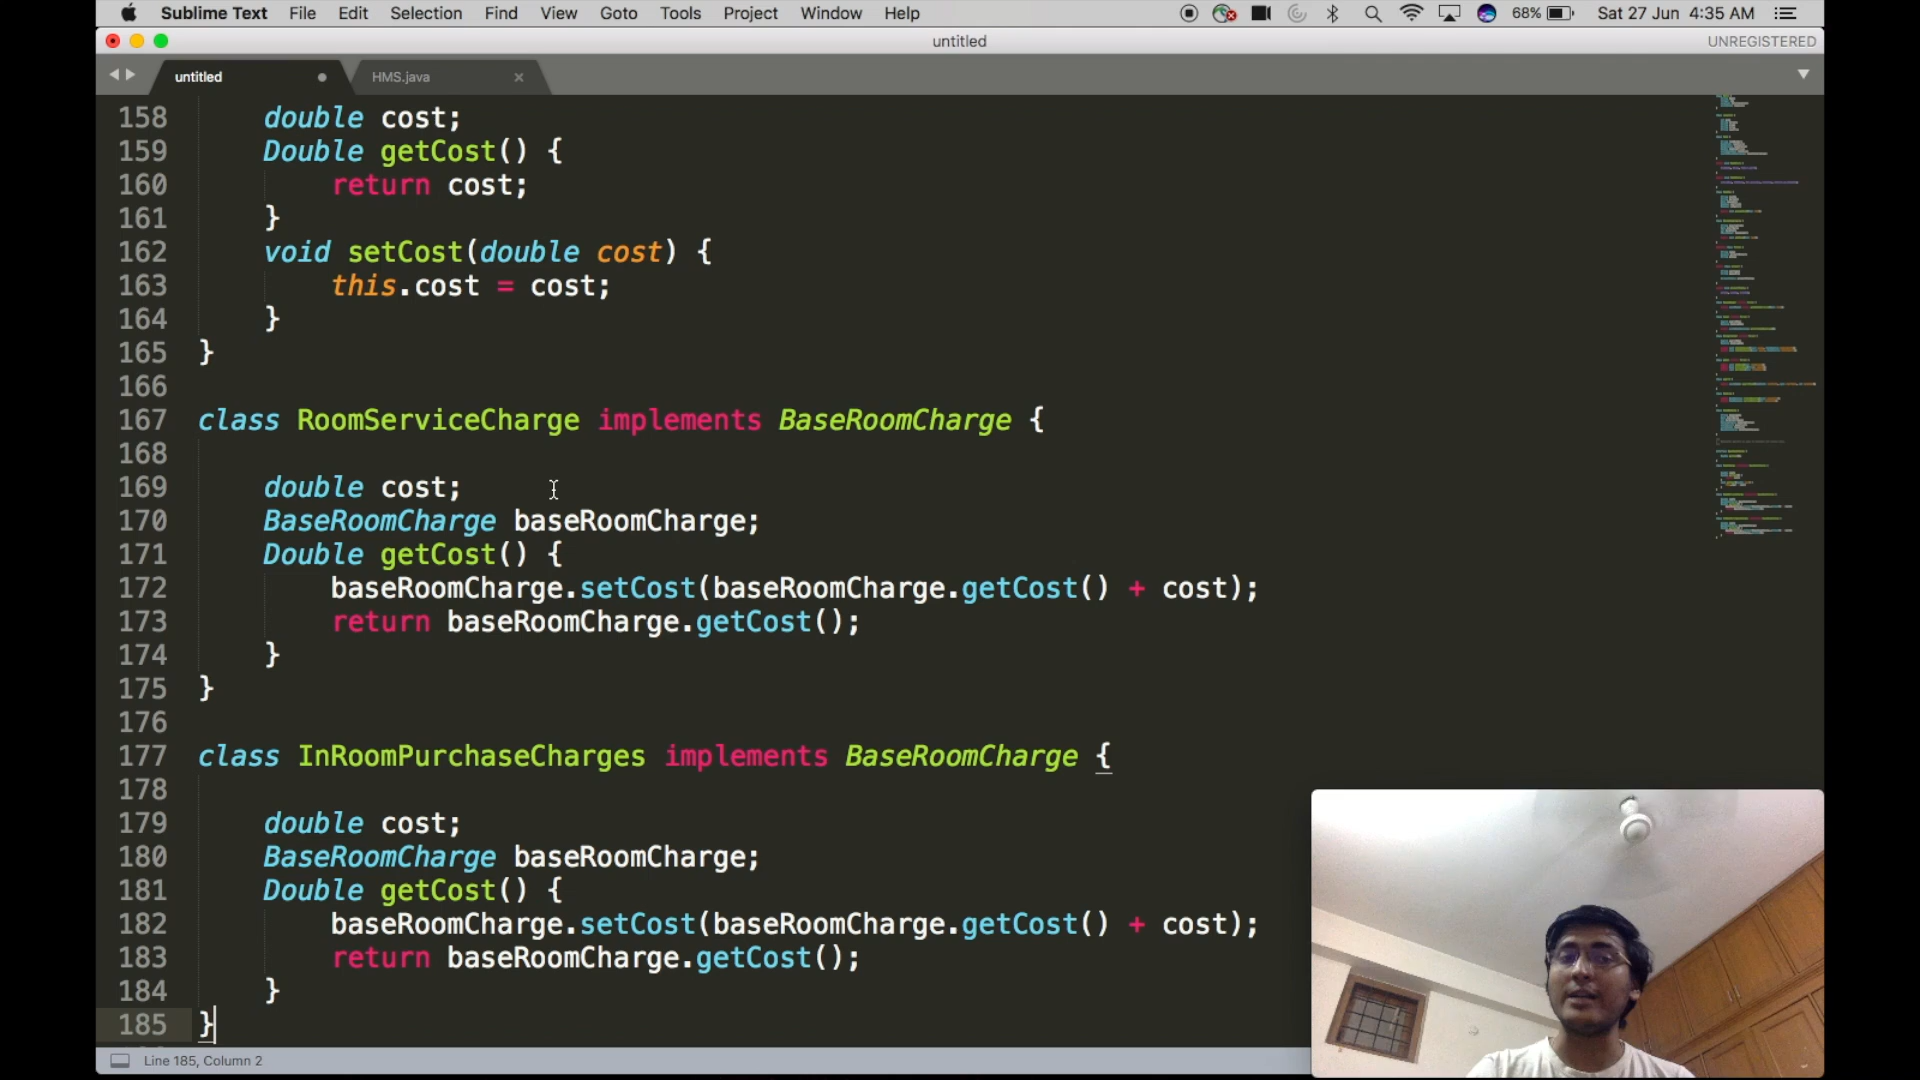 Sublime Text File Edit Selection Find View Goto Tools Project Window Help 68% Sat 27 Jun 4:35 AM
untitled UNREGISTERED
untitled HMS.java
158 double cost;
159 Double getCost() {
160 return cost;
161 }
162 void setCost(double cost) {
163 this.cost = cost;
164 }
165 }
166
167 class RoomServiceCharge implements BaseRoomCharge {
168
169 double cost;
170 BaseRoomCharge baseRoomCharge;
171 Double getCost() {
172 baseRoomCharge.setCost(baseRoomCharge.getCost() + cost);
173 return baseRoomCharge.getCost();
174 }
175 }
176
177 class InRoomPurchaseCharges implements BaseRoomCharge {
178
179 double cost;
180 BaseRoomCharge baseRoomCharge;
181 Double getCost() {
182 baseRoomCharge.setCost(baseRoomCharge.getCost() + cost);
183 return baseRoomCharge.getCost();
184 }
185 }
Line 185, Column 2